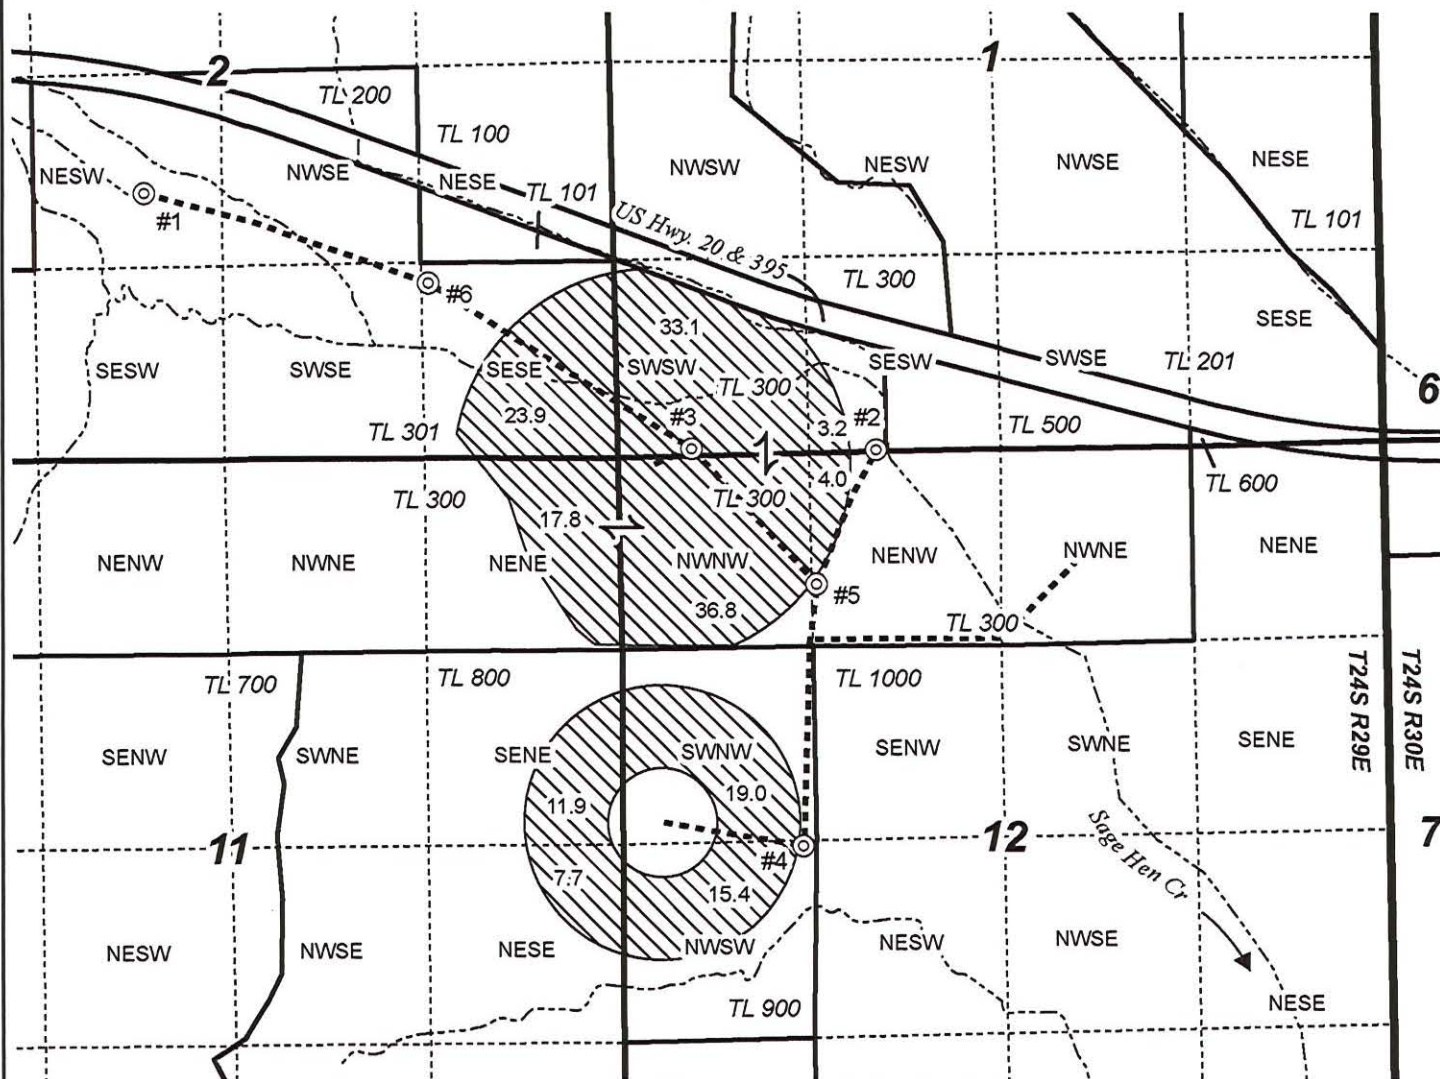 2
1
TL 200
TL 100
NESW
NWSE
NESE
TL 101
NWSW
NESW
NWSE
NESE
#1
US Hwy. 20 & 395
TL 101
TL 300
#6
33.1
SESE
SESW
SWSE
SESE
SWSW
TL 300
SESW
SWSE
TL 201
6
23.9
#3
3.2
#2
TL 500
TL 301
4.0
TL 600
TL 300
TL 300
17.8
NENW
NWNE
NENE
NWNW
NENW
NWNE
NENE
36.8
#5
TL 300
TL 700
TL 800
TL 1000
T24S R29E
T24S R30E
SENW
SWNE
SENE
SWNW
SENW
SWNE
SENE
11.9
19.0
11
12
7
#4
Sage Hen Cr
7.7
15.4
NESW
NWSE
NESE
NWSW
NESW
NWSE
NESE
TL 900